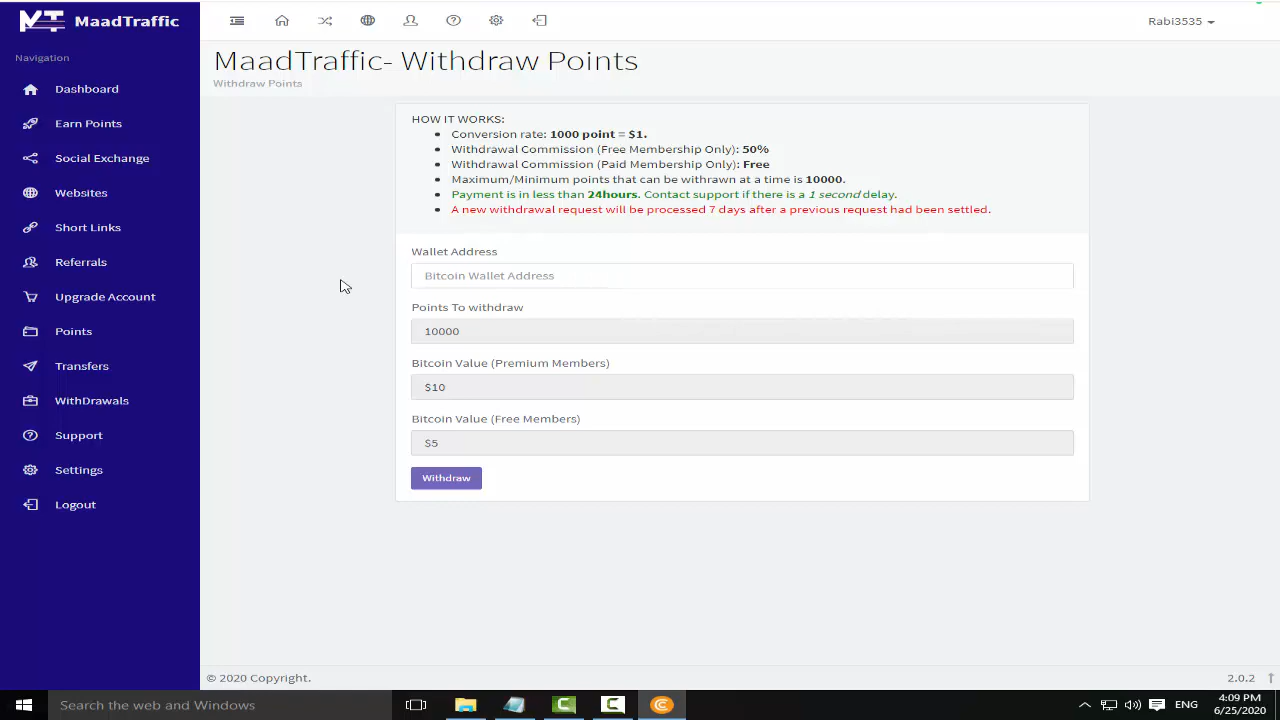 MT MaadTraffic
Rabi3535
Navigation
Dashboard
Earn Points
Social Exchange
Websites
Short Links
Referrals
Upgrade Account
Points
Transfers
WithDrawals
Support
Settings
Logout
MaadTraffic- Withdraw Points
Withdraw Points
HOW IT WORKS:
Conversion rate: 1000 point = $1.
Withdrawal Commission (Free Membership Only): 50%
Withdrawal Commission (Paid Membership Only): Free
Maximum/Minimum points that can be withdrawn at a time is 10000.
Payment is in less than 24hours. Contact support if there is a 1 second delay.
A new withdrawal request will be processed 7 days after a previous request had been settled.
Wallet Address
Bitcoin Wallet Address
Points To withdraw
10000
Bitcoin Value (Premium Members)
$10
Bitcoin Value (Free Members)
$5
Withdraw
© 2020 Copyright.
2.0.2
Search the web and Windows
ENG
4:09 PM
6/25/2020